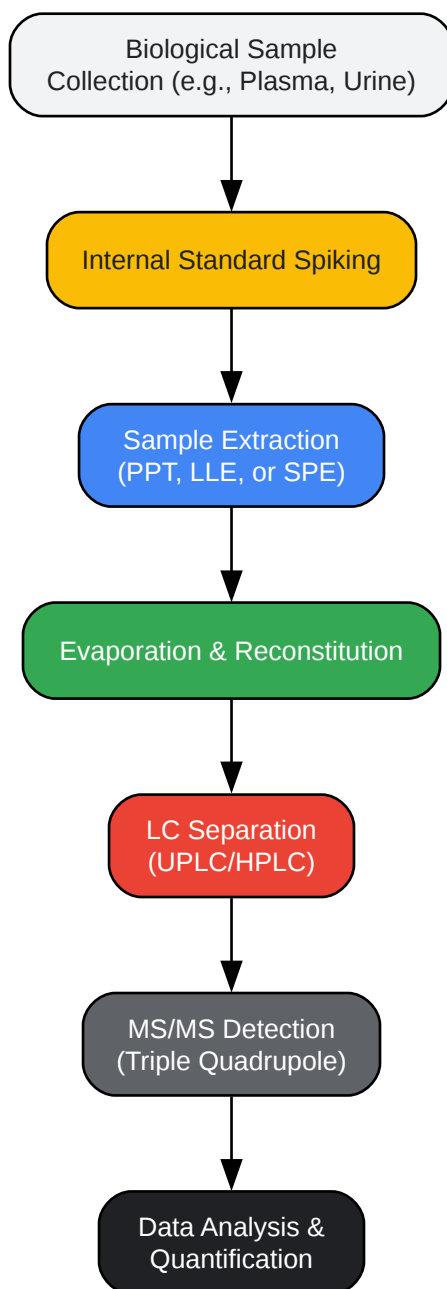 Biological Sample
Collection (e.g., Plasma, Urine)
Internal Standard Spiking
Sample Extraction
(PPT, LLE, or SPE)
Evaporation & Reconstitution
LC Separation
(UPLC/HPLC)
MS/MS Detection
(Triple Quadrupole)
Data Analysis &
Quantification